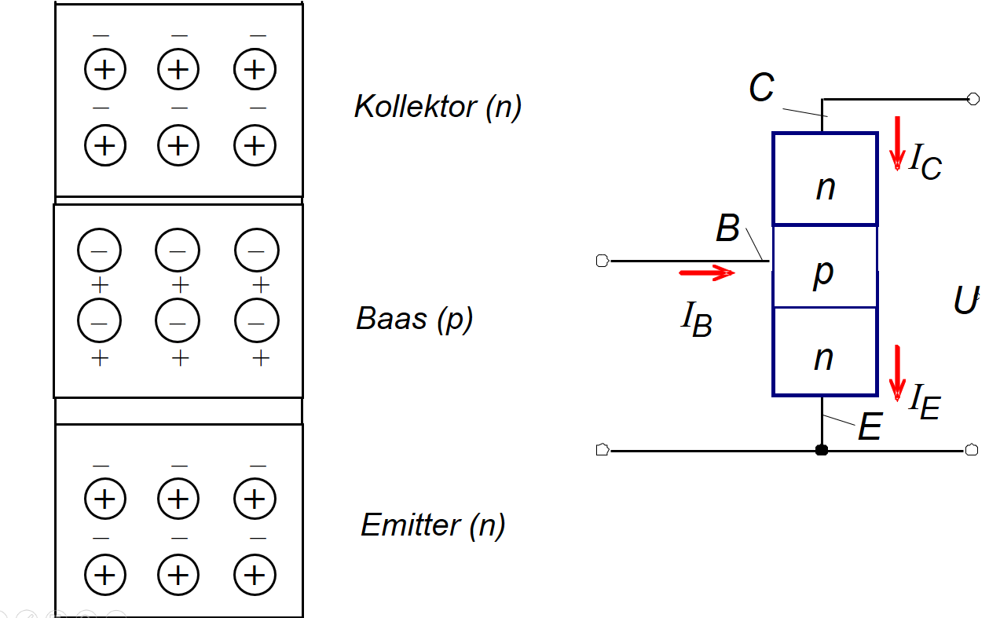 − − −
+ + +
− − −
+ + +
Kollektor (n)
− − −
+ + +
− − −
+ + +
Baas (p)
− − −
+ + +
− − −
+ + +
Emitter (n)
C
I_C
n
B
p
I_B
U
n
I_E
E